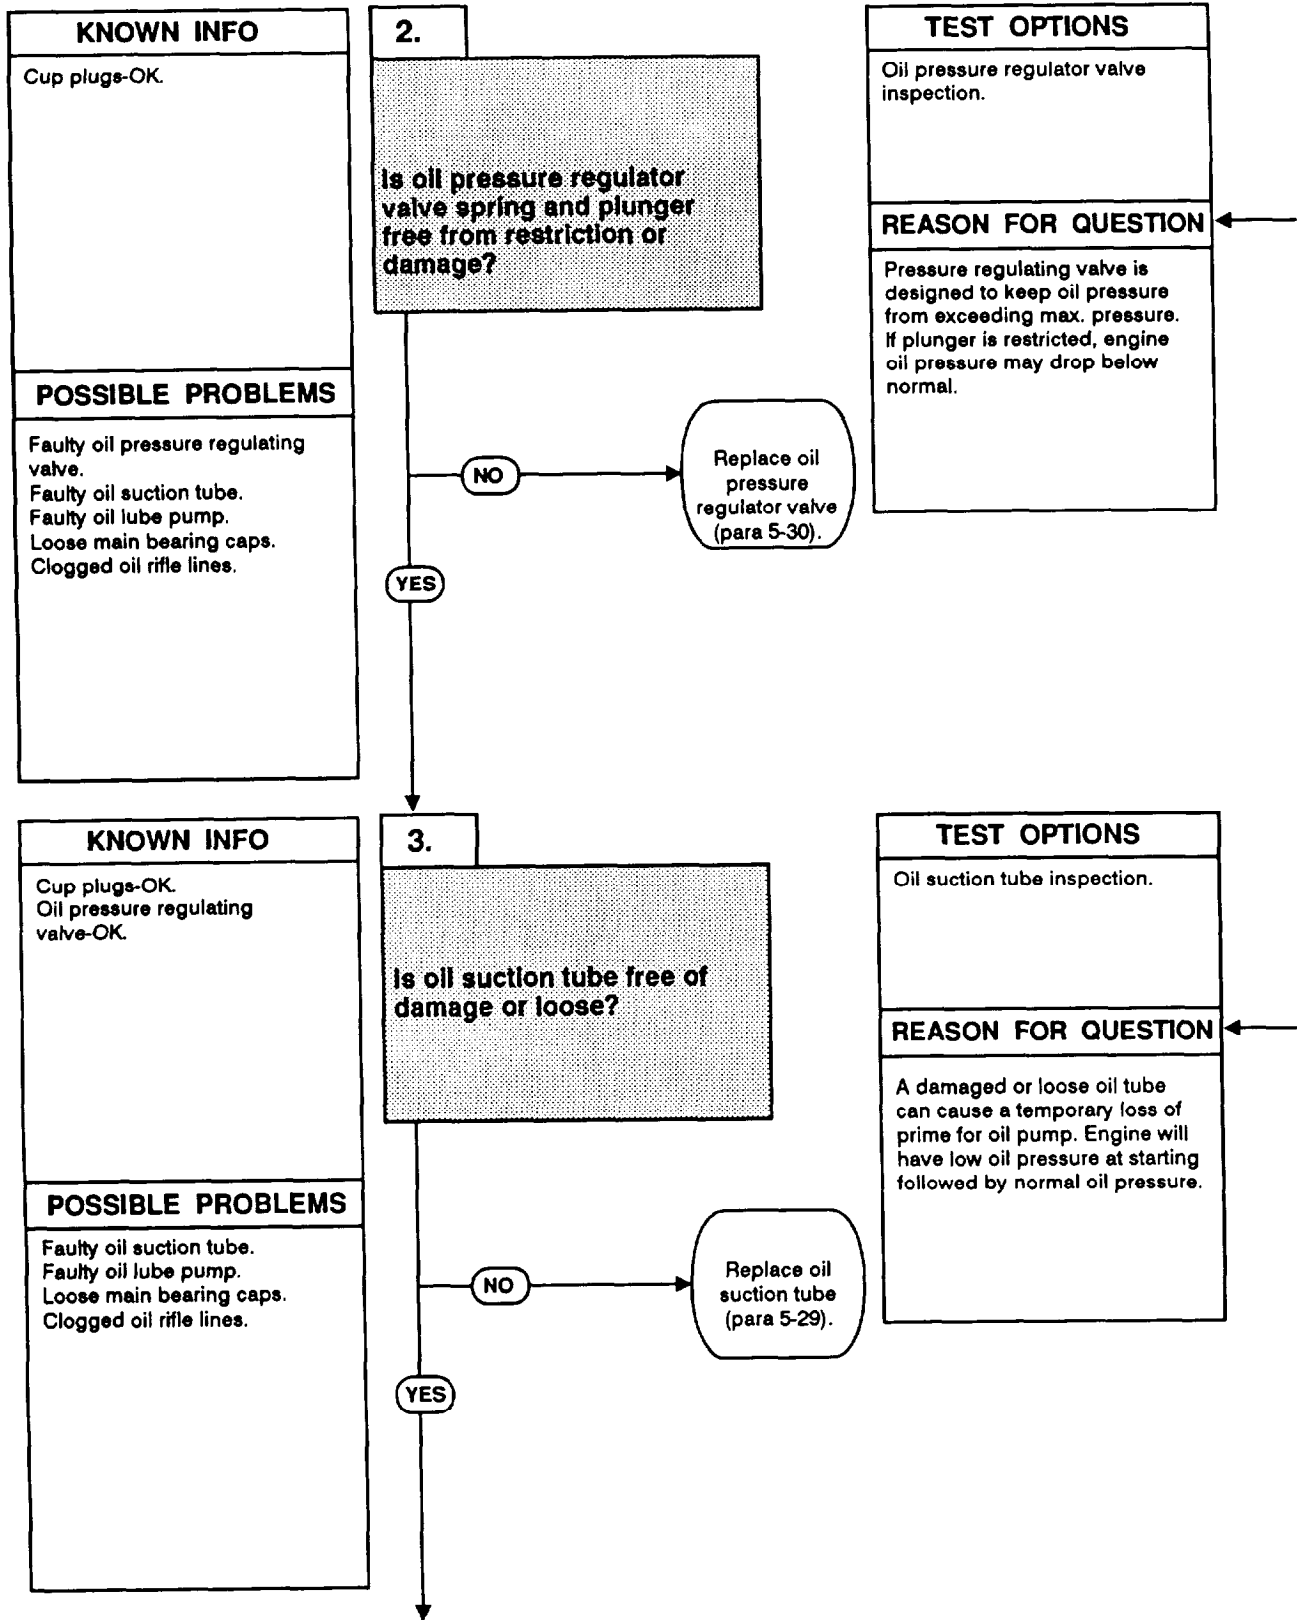 KNOWN INFO
Cup plugs-OK.
POSSIBLE PROBLEMS
Faulty oil pressure regulating
valve.
Faulty oil suction tube.
Faulty oil lube pump.
Loose main bearing caps.
Clogged oil rifle lines.
2.
Is oil pressure regulator
valve spring and plunger
free from restriction or
damage?
NO
Replace oil
pressure
regulator valve
(para 5-30).
YES
TEST OPTIONS
Oil pressure regulator valve
inspection.
REASON FOR QUESTION
Pressure regulating valve is
designed to keep oil pressure
from exceeding max. pressure.
If plunger is restricted, engine
oil pressure may drop below
normal.
KNOWN INFO
Cup plugs-OK.
Oil pressure regulating
valve-OK.
POSSIBLE PROBLEMS
Faulty oil suction tube.
Faulty oil lube pump.
Loose main bearing caps.
Clogged oil rifle lines.
3.
Is oil suction tube free of
damage or loose?
NO
Replace oil
suction tube
(para 5-29).
YES
TEST OPTIONS
Oil suction tube inspection.
REASON FOR QUESTION
A damaged or loose oil tube
can cause a temporary loss of
prime for oil pump. Engine will
have low oil pressure at starting
followed by normal oil pressure.